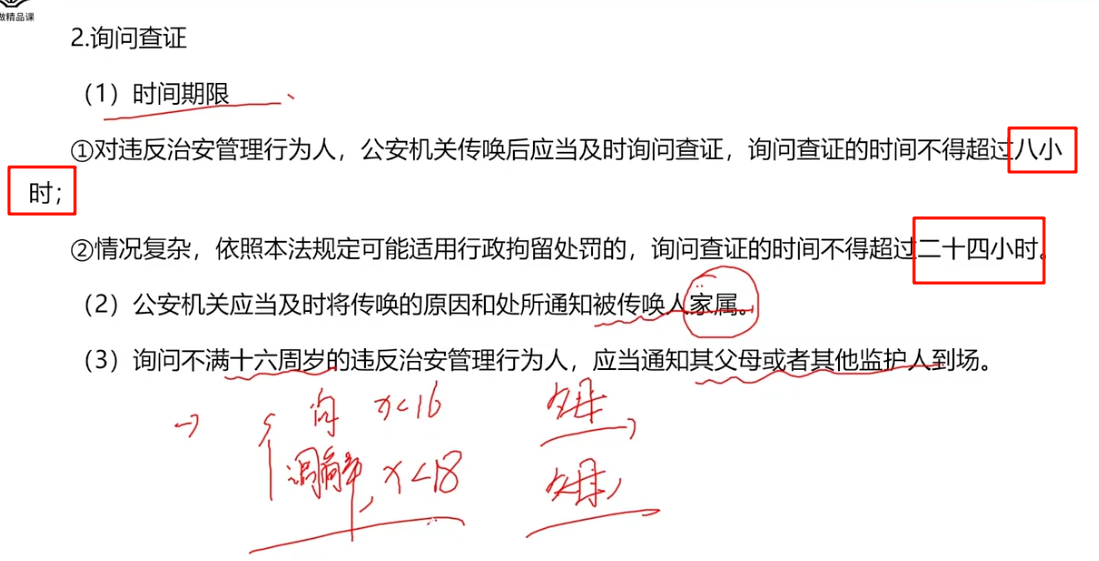 做精品课
2.询问查证
（1）时间期限
①对违反治安管理行为人，公安机关传唤后应当及时询问查证，询问查证的时间不得超过八小
时；
②情况复杂，依照本法规定可能适用行政拘留处罚的，询问查证的时间不得超过二十四小时。
（2）公安机关应当及时将传唤的原因和处所通知被传唤人家属。
（3）询问不满十六周岁的违反治安管理行为人，应当通知其父母或者其他监护人到场。
→ 询 x<16 父母
调解 x<18 父母